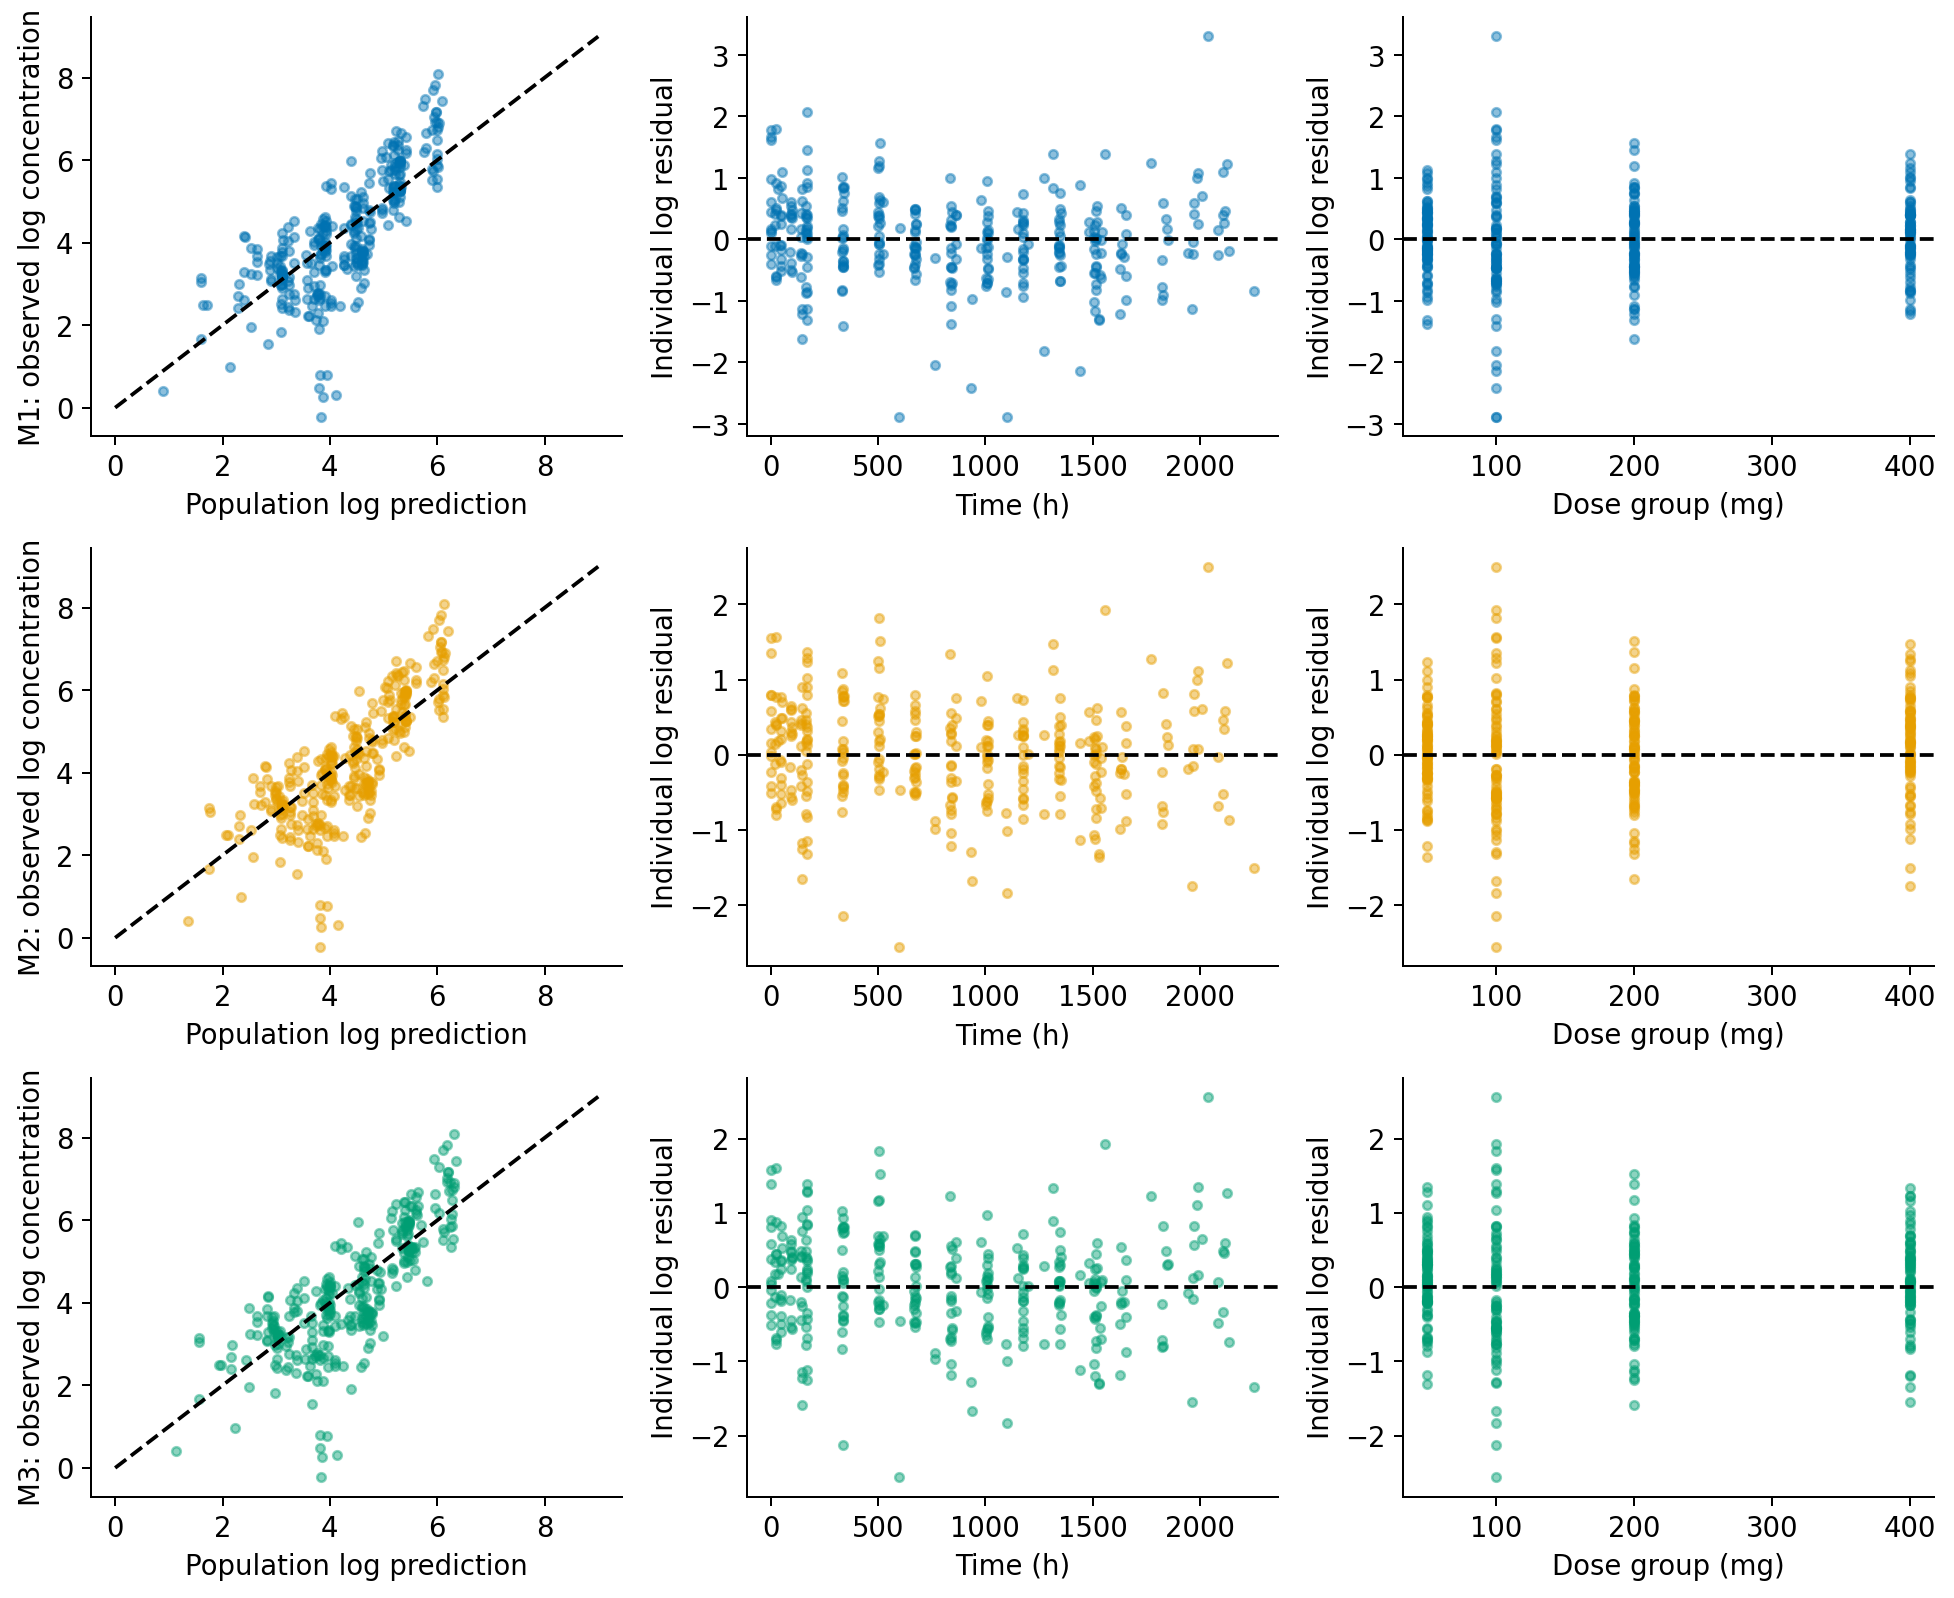 M1: observed log concentration
8
6
4
2
0
0 2 4 6 8
Population log prediction
Individual log residual
3
2
1
0
−1
−2
−3
0 500 1000 1500 2000
Time (h)
Individual log residual
3
2
1
0
−1
−2
−3
100 200 300 400
Dose group (mg)
M2: observed log concentration
8
6
4
2
0
0 2 4 6 8
Population log prediction
Individual log residual
2
1
0
−1
−2
0 500 1000 1500 2000
Time (h)
Individual log residual
2
1
0
−1
−2
100 200 300 400
Dose group (mg)
M3: observed log concentration
8
6
4
2
0
0 2 4 6 8
Population log prediction
Individual log residual
2
1
0
−1
−2
0 500 1000 1500 2000
Time (h)
Individual log residual
2
1
0
−1
−2
100 200 300 400
Dose group (mg)